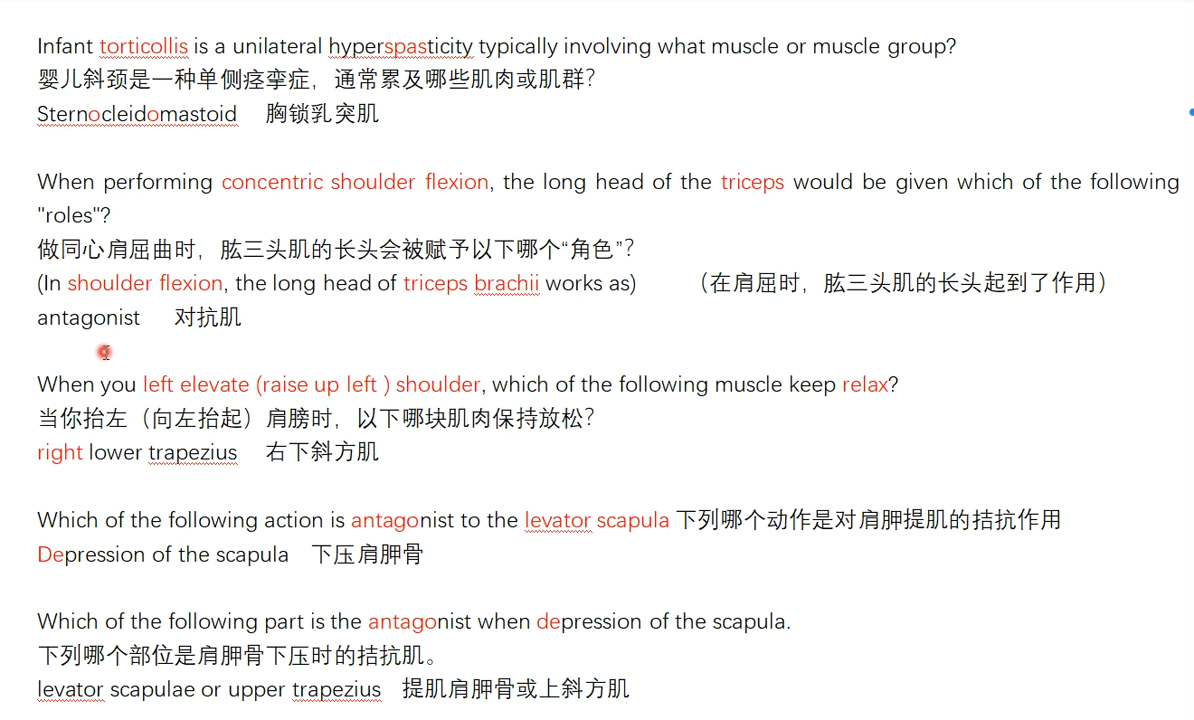 Infant torticollis is a unilateral hyperspasticity typically involving what muscle or muscle group?
婴儿斜颈是一种单侧痉挛症，通常累及哪些肌肉或肌群？
Sternocleidomastoid 胸锁乳突肌
When performing concentric shoulder flexion, the long head of the triceps would be given which of the following
"roles"?
做同心肩屈曲时，肱三头肌的长头会被赋予以下哪个“角色”？
(In shoulder flexion, the long head of triceps brachii works as) （在肩屈时，肱三头肌的长头起到了作用）
antagonist 对抗肌
When you left elevate (raise up left ) shoulder, which of the following muscle keep relax?
当你抬左（向左抬起）肩膀时，以下哪块肌肉保持放松？
right lower trapezius 右下斜方肌
Which of the following action is antagonist to the levator scapula 下列哪个动作是对肩胛提肌的拮抗作用
Depression of the scapula 下压肩胛骨
Which of the following part is the antagonist when depression of the scapula.
下列哪个部位是肩胛骨下压时的拮抗肌。
levator scapulae or upper trapezius 提肌肩胛骨或上斜方肌